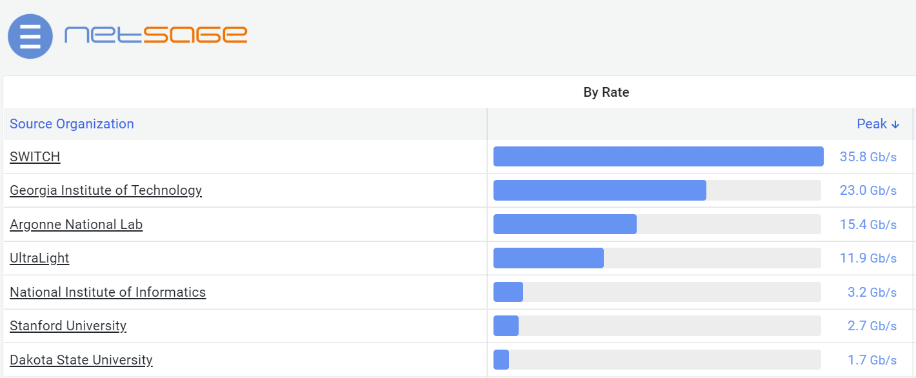 netsage
By Rate
Source Organization Peak ↓
SWITCH 35.8 Gb/s
Georgia Institute of Technology 23.0 Gb/s
Argonne National Lab 15.4 Gb/s
UltraLight 11.9 Gb/s
National Institute of Informatics 3.2 Gb/s
Stanford University 2.7 Gb/s
Dakota State University 1.7 Gb/s